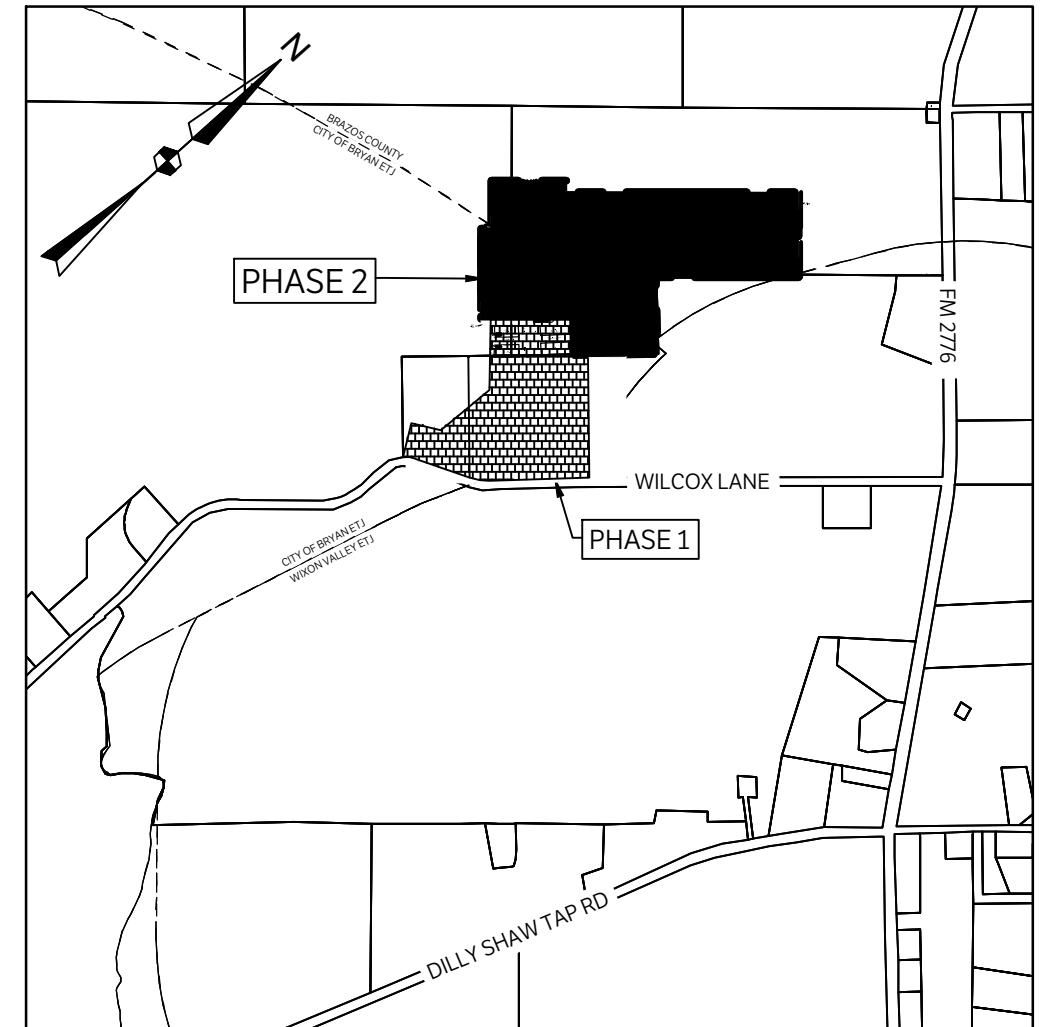 N
BRAZOS COUNTY
CITY OF BRYAN ETJ
PHASE 2
FM 2776
WILCOX LANE
PHASE 1
CITY OF BRYAN ETJ
WIXON VALLEY ETJ
DILLY SHAW TAP RD